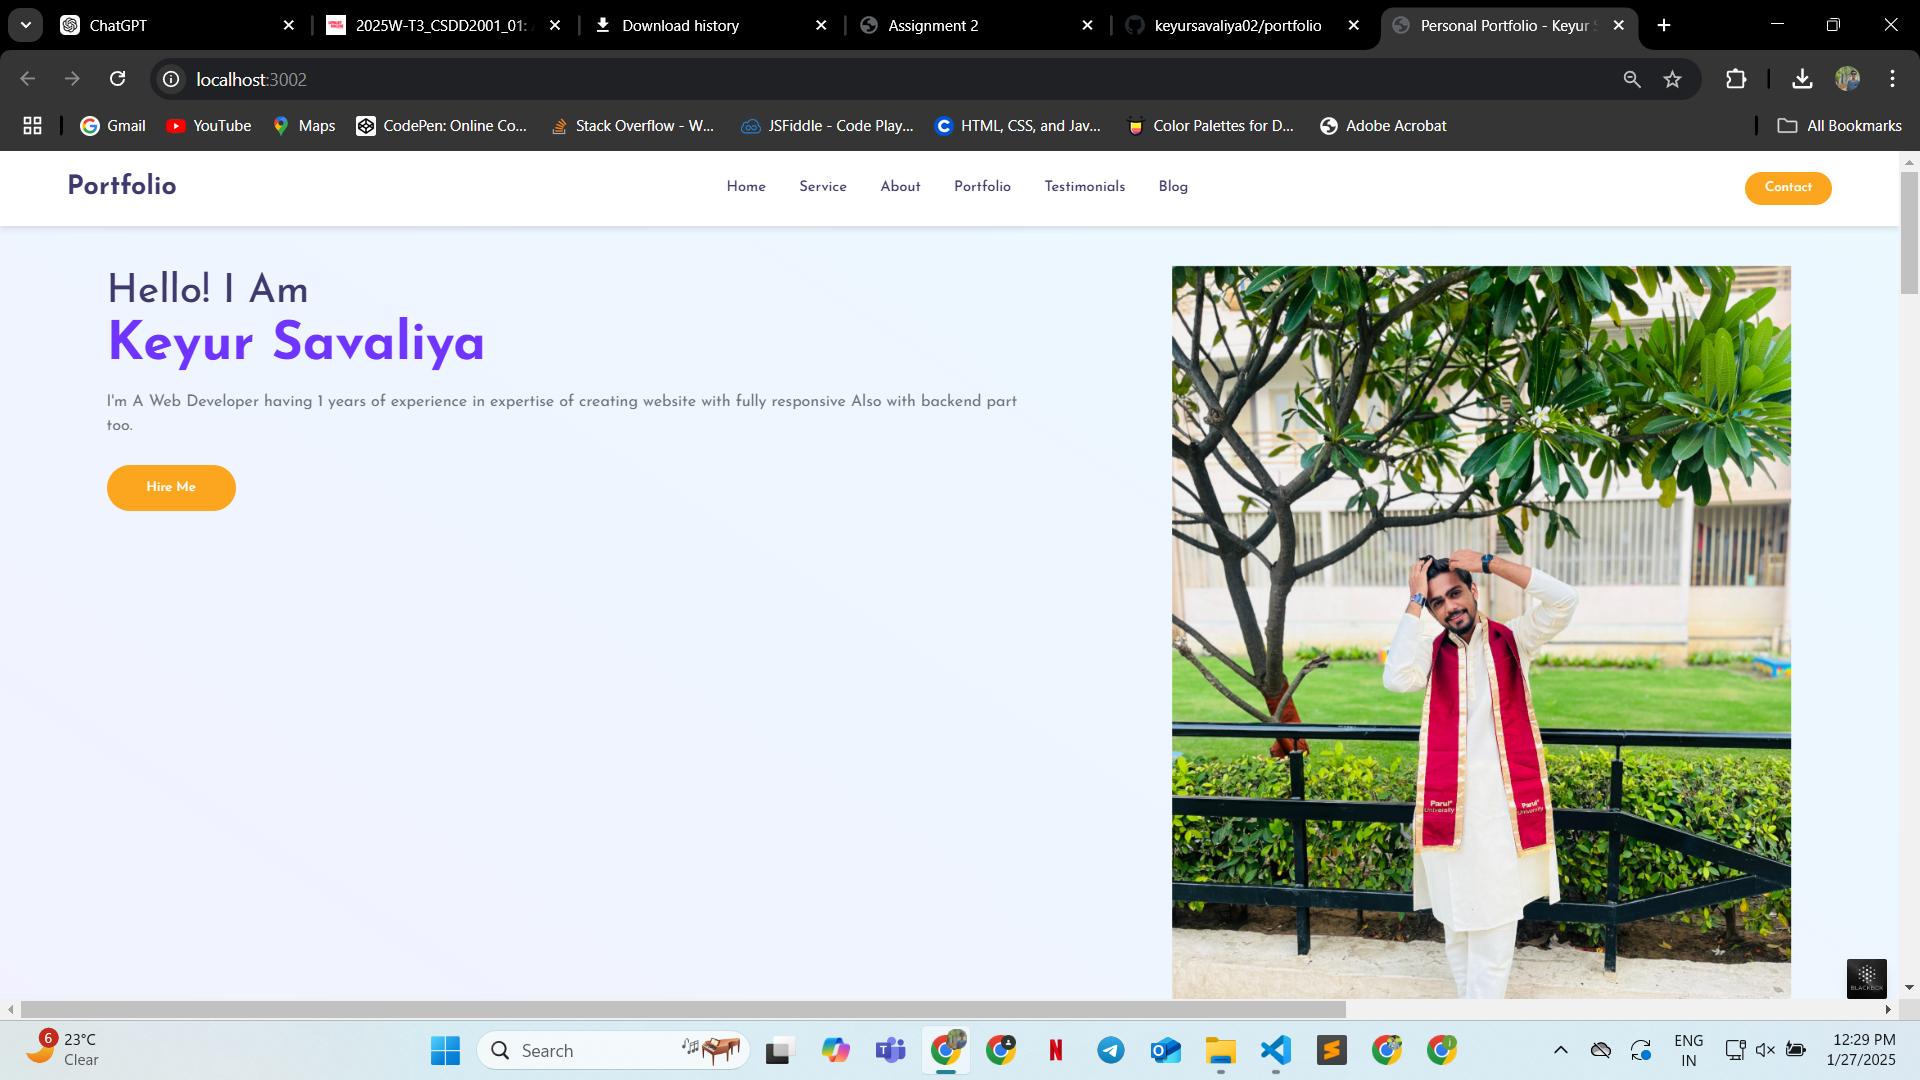 ChatGPT
2025W-T3_CSDD2001_01:
Download history
Assignment 2
keyursavaliya02/portfolio
Personal Portfolio - Keyur
localhost:3002
Gmail
YouTube
Maps
CodePen: Online Co...
Stack Overflow - W...
JSFiddle - Code Play...
HTML, CSS, and Jav...
Color Palettes for D...
Adobe Acrobat
All Bookmarks
Portfolio
Home
Service
About
Portfolio
Testimonials
Blog
Contact
Hello! I Am
Keyur Savaliya
I'm A Web Developer having 1 years of experience in expertise of creating website with fully responsive Also with backend part
too.
Hire Me
Parul®
University
Parul®
University
BLACKBOX
6
23°C
Clear
Search
ENG
IN
12:29 PM
1/27/2025